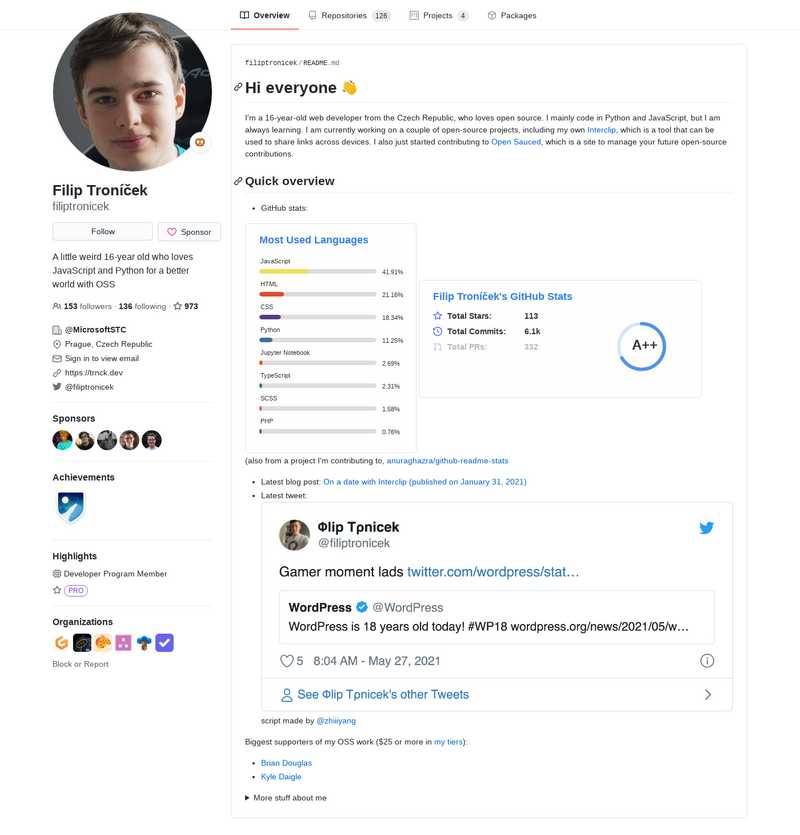 Overview
Repositories 126
Projects 4
Packages
Filip Troníček
filiptronicek
Follow
Sponsor
A little weird 16-year old who loves
JavaScript and Python for a better
world with OSS
153 followers · 136 following · 973
@MicrosoftSTC
Prague, Czech Republic
Sign in to view email
https://trnck.dev
@filiptronicek
Sponsors
Achievements
Highlights
Developer Program Member
PRO
Organizations
Block or Report
filiptronicek/README.md
Hi everyone 👋
I'm a 16-year-old web developer from the Czech Republic, who loves open source. I mainly code in Python and JavaScript, but I am
always learning. I am currently working on a couple of open-source projects, including my own Interclip, which is a tool that can be
used to share links across devices. I also just started contributing to Open Sauced, which is a site to manage your future open-source
contributions.
Quick overview
• GitHub stats:
Most Used Languages
JavaScript
41.91%
HTML
21.16%
CSS
18.34%
Python
11.25%
Jupyter Notebook
2.69%
TypeScript
2.31%
SCSS
1.58%
PHP
0.76%
Filip Troníček's GitHub Stats
Total Stars: 113
Total Commits: 6.1k
Total PRs: 332
A++
(also from a project I'm contributing to, anuraghazra/github-readme-stats
• Latest blog post: On a date with Interclip (published on January 31, 2021)
• Latest tweet:
Φlip Tρnicek
@filiptronicek
Gamer moment lads twitter.com/wordpress/stat…
WordPress @WordPress
WordPress is 18 years old today! #WP18 wordpress.org/news/2021/05/w…
5 8:04 AM - May 27, 2021
See Φlip Tρnicek's other Tweets
script made by @zhiiiyang
Biggest supporters of my OSS work ($25 or more in my tiers):
• Brian Douglas
• Kyle Daigle
▶ More stuff about me